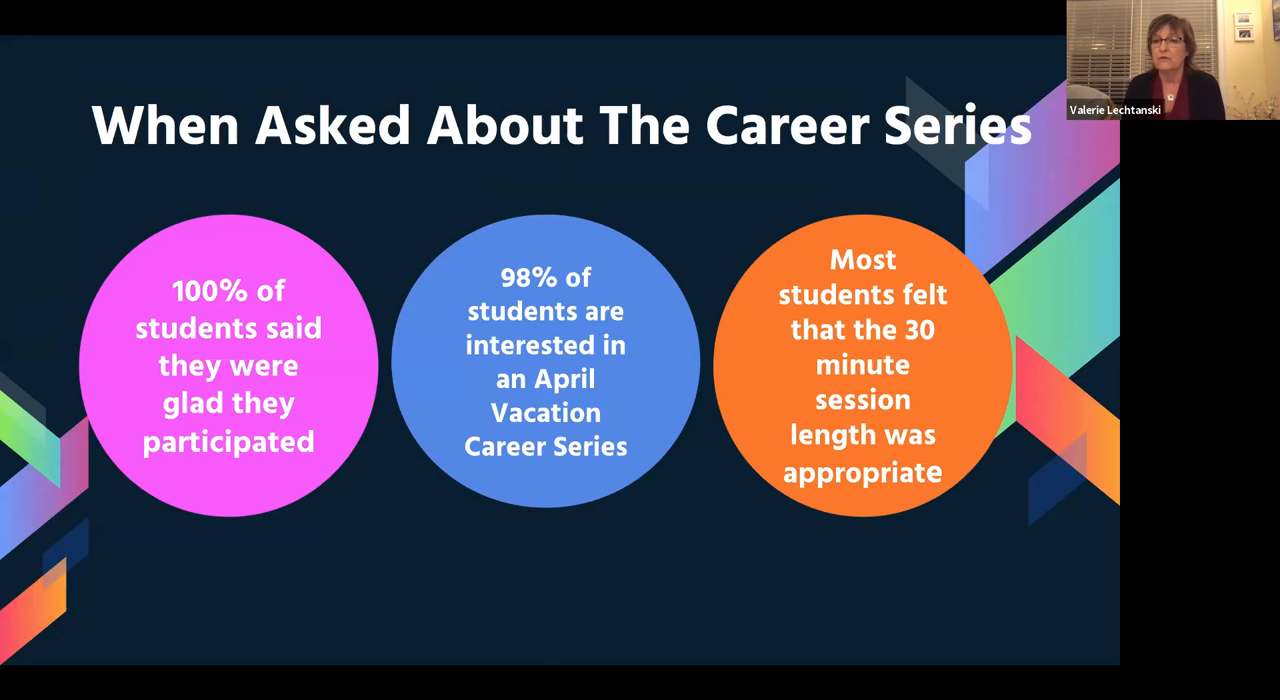 Valerie Lechtanski
When Asked About The Career Series
100% of
students said
they were
glad they
participated
98% of
students are
interested in
an April
Vacation
Career Series
Most
students felt
that the 30
minute
session
length was
appropriate